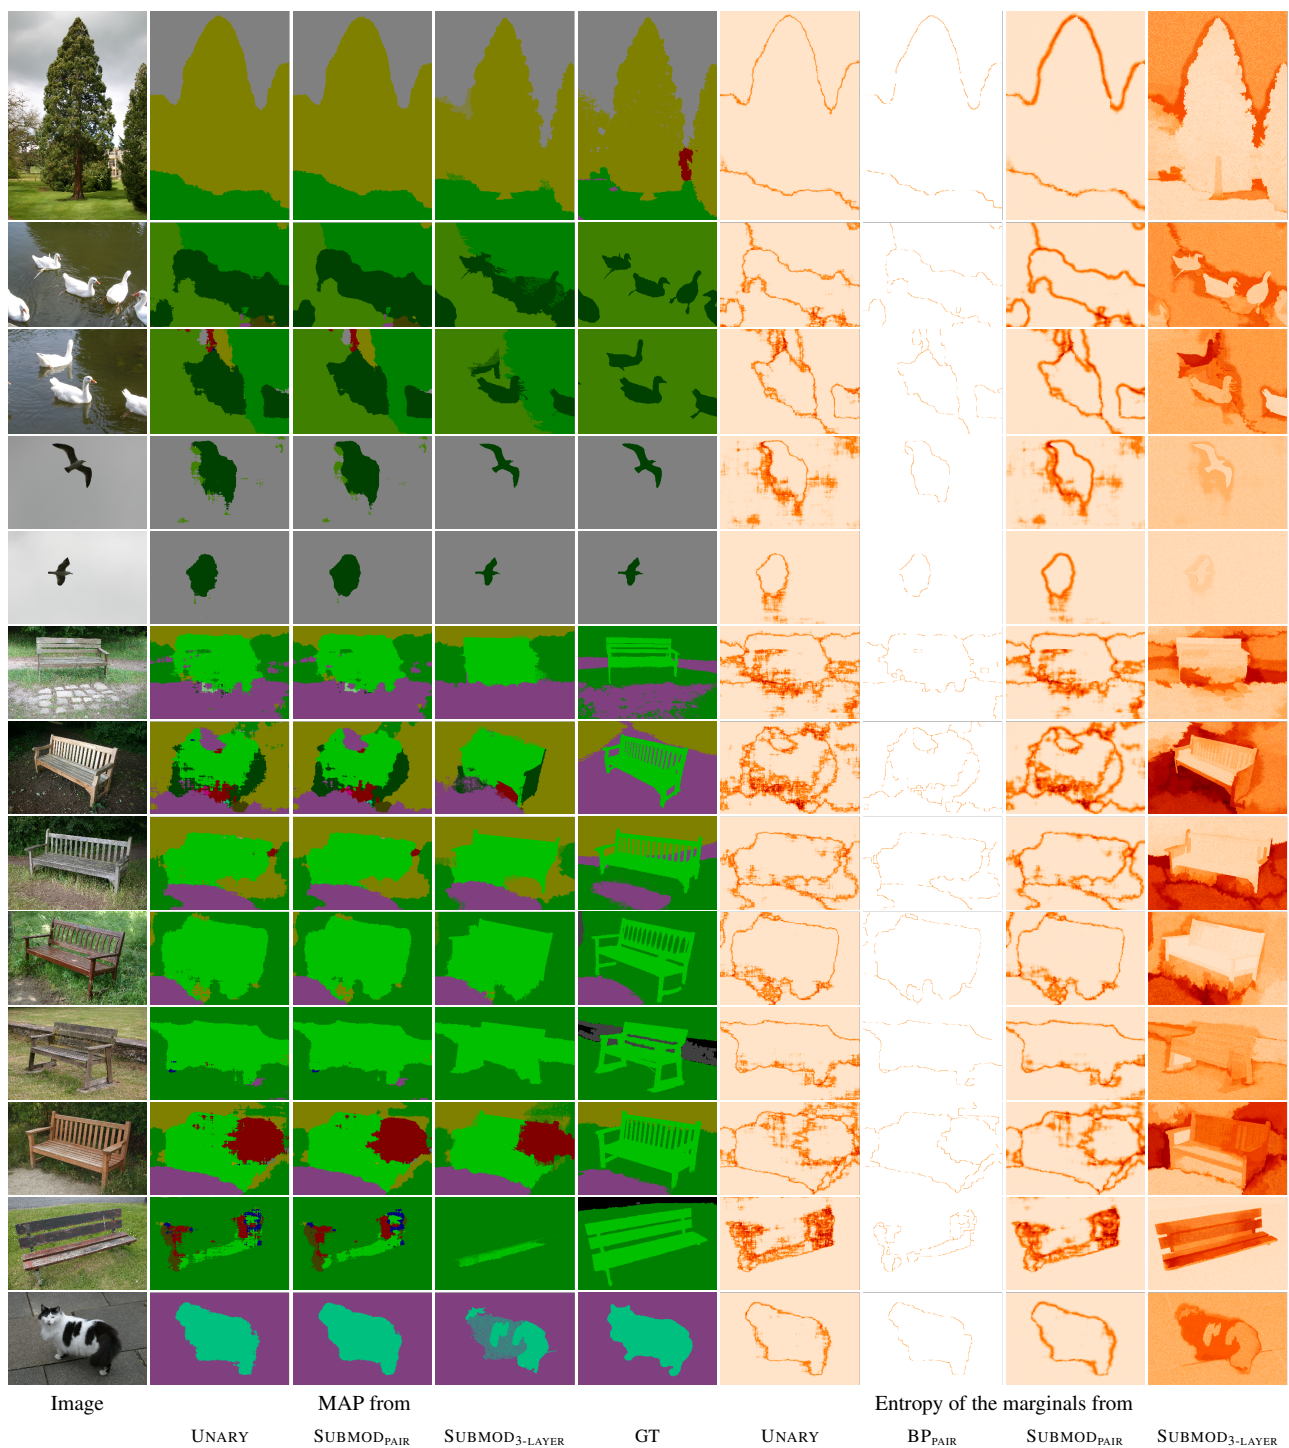 Image MAP from Entropy of the marginals from
UNARY SUBMODPAIR SUBMOD3-LAYER GT UNARY BPPAIR SUBMODPAIR SUBMOD3-LAYER